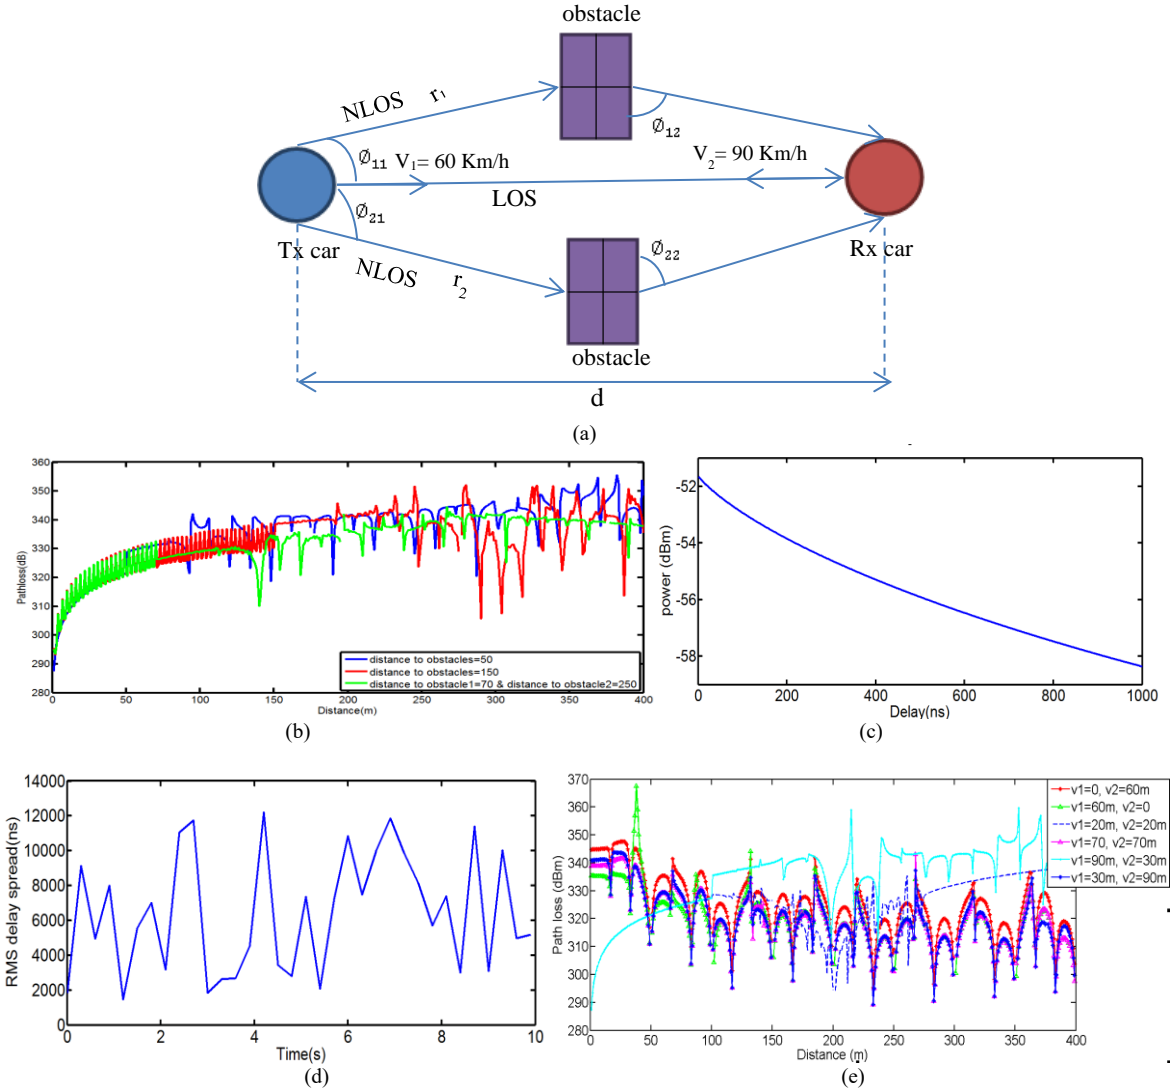 obstacle
NLOS r₁
Ø₁₂
Ø₁₁ V₁= 60 Km/h
V₂= 90 Km/h
LOS
Ø₂₁
Tx car
Rx car
NLOS r₂
Ø₂₂
obstacle
d
(a)
360
350
340
330
320
310
300
290
280
Pathloss(dB)
0 50 100 150 200 250 300 350 400
Distance(m)
distance to obstacles=50
distance to obstacles=150
distance to obstacle1=70 & distance to obstacle2=250
(b)
-52
-54
-56
-58
power (dBm)
0 200 400 600 800 1000
Delay(ns)
(c)
14000
12000
10000
8000
6000
4000
2000
0
RMS delay spread(ns)
0 2 4 6 8 10
Time(s)
(d)
370
360
350
340
330
320
310
300
290
280
Path loss (dBm)
0 50 100 150 200 250 300 350 400
Distance (m)
v1=0, v2=60m
v1=60m, v2=0
v1=20m, v2=20m
v1=70, v2=70m
v1=90m, v2=30m
v1=30m, v2=90m
(e)